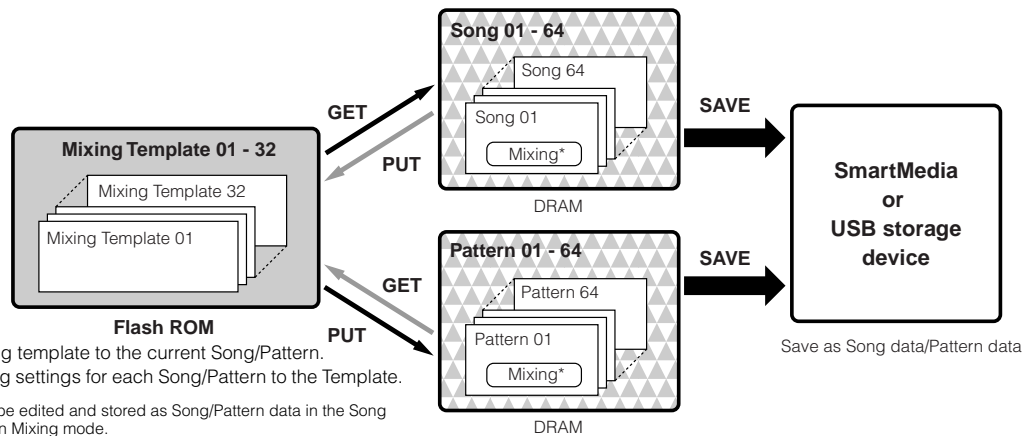 Song 01 - 64
Song 64
Song 01
Mixing*
DRAM
GET
PUT
Mixing Template 01 - 32
Mixing Template 32
Mixing Template 01
Flash ROM
SAVE
SmartMedia
or
USB storage
device
Save as Song data/Pattern data
Pattern 01 - 64
Pattern 64
Pattern 01
Mixing*
DRAM
GET
PUT
SAVE
template to the current Song/Pattern.
settings for each Song/Pattern to the Template.
be edited and stored as Song/Pattern data in the Song
Mixing mode.